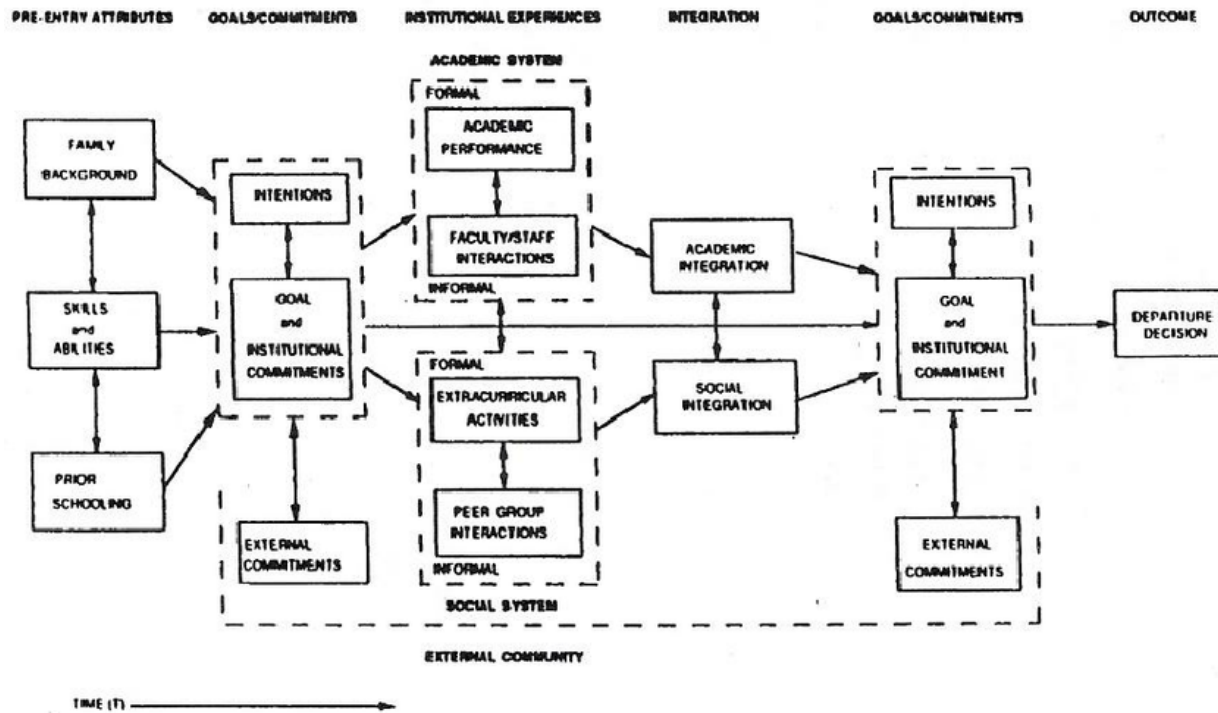 PRE-ENTRY ATTRIBUTES
GOALS/COMMITMENTS
INSTITUTIONAL EXPERIENCES
INTEGRATION
GOALS/COMMITMENTS
OUTCOME
ACADEMIC SYSTEM
FORMAL
ACADEMIC
PERFORMANCE
FACULTY/STAFF
INTERACTIONS
INFORMAL
FAMILY
BACKGROUND
SKILLS
and
ABILITIES
PRIOR
SCHOOLING
INTENTIONS
GOAL
and
INSTITUTIONAL
COMMITMENTS
EXTERNAL
COMMITMENTS
FORMAL
EXTRACURRICULAR
ACTIVITIES
PEER GROUP
INTERACTIONS
INFORMAL
SOCIAL SYSTEM
ACADEMIC
INTEGRATION
SOCIAL
INTEGRATION
INTENTIONS
GOAL
and
INSTITUTIONAL
COMMITMENT
EXTERNAL
COMMITMENTS
DEPARTURE
DECISION
EXTERNAL COMMUNITY
TIME (T)